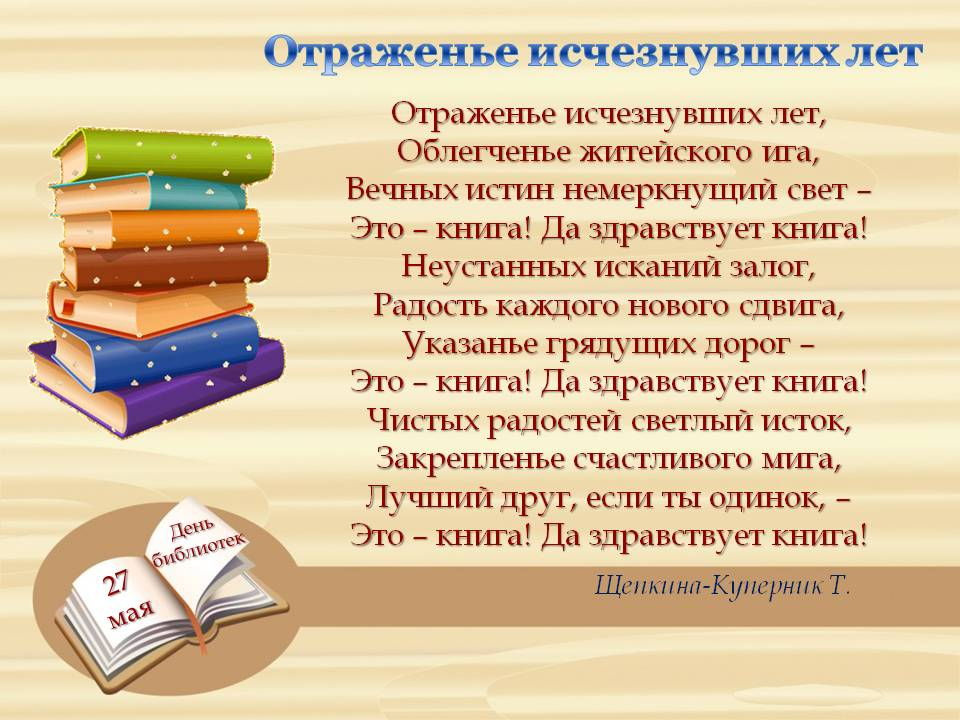 Отраженье исчезнувших лет
Отраженье исчезнувших лет,
Облегченье житейского ига,
Вечных истин немеркнущий свет –
Это – книга! Да здравствует книга!
Неустанных исканий залог,
Радость каждого нового сдвига,
Указанье грядущих дорог –
Это – книга! Да здравствует книга!
Чистых радостей светлый исток,
Закрепленье счастливого мига,
Лучший друг, если ты одинок, –
Это – книга! Да здравствует книга!
Щепкина-Куперник Т.
День
библиотек
27
мая